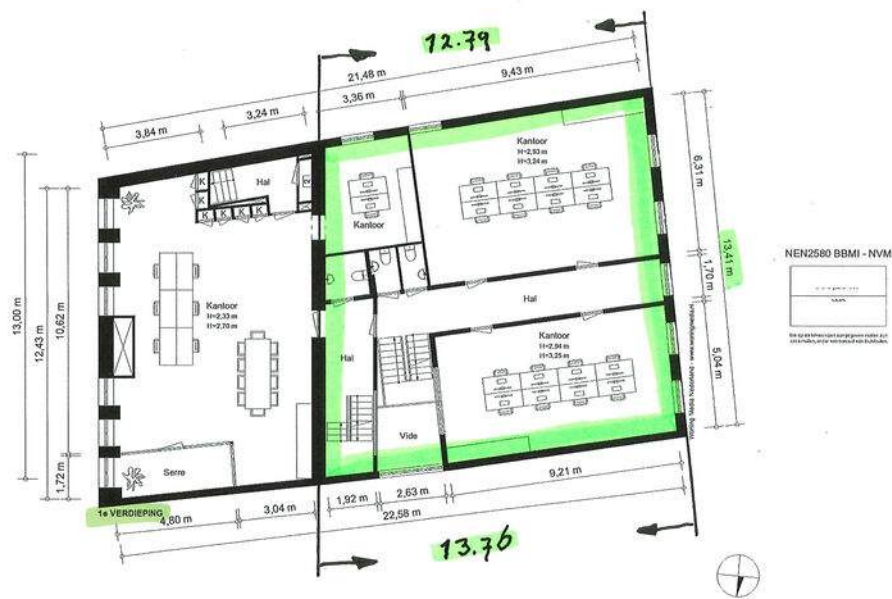 12.79
21,48 m
3,36 m
9,43 m
3,84 m
3,24 m
Kantoor
H=2,93 m
H=3,24 m
Hal
K
K
K K K K
Kantoor
6,31 m
13,41 m
1,70 m
5,04 m
NEN2580 BBMI - NVM
13,00 m
12,43 m
10,62 m
1,72 m
Kantoor
H=2,33 m
H=2,70 m
Hal
Hal
Kantoor
H=2,94 m
H=3,25 m
Vide
Serre
1e VERDIEPING
4,80 m
3,04 m
1,92 m
2,63 m
9,21 m
22,58 m
13.76